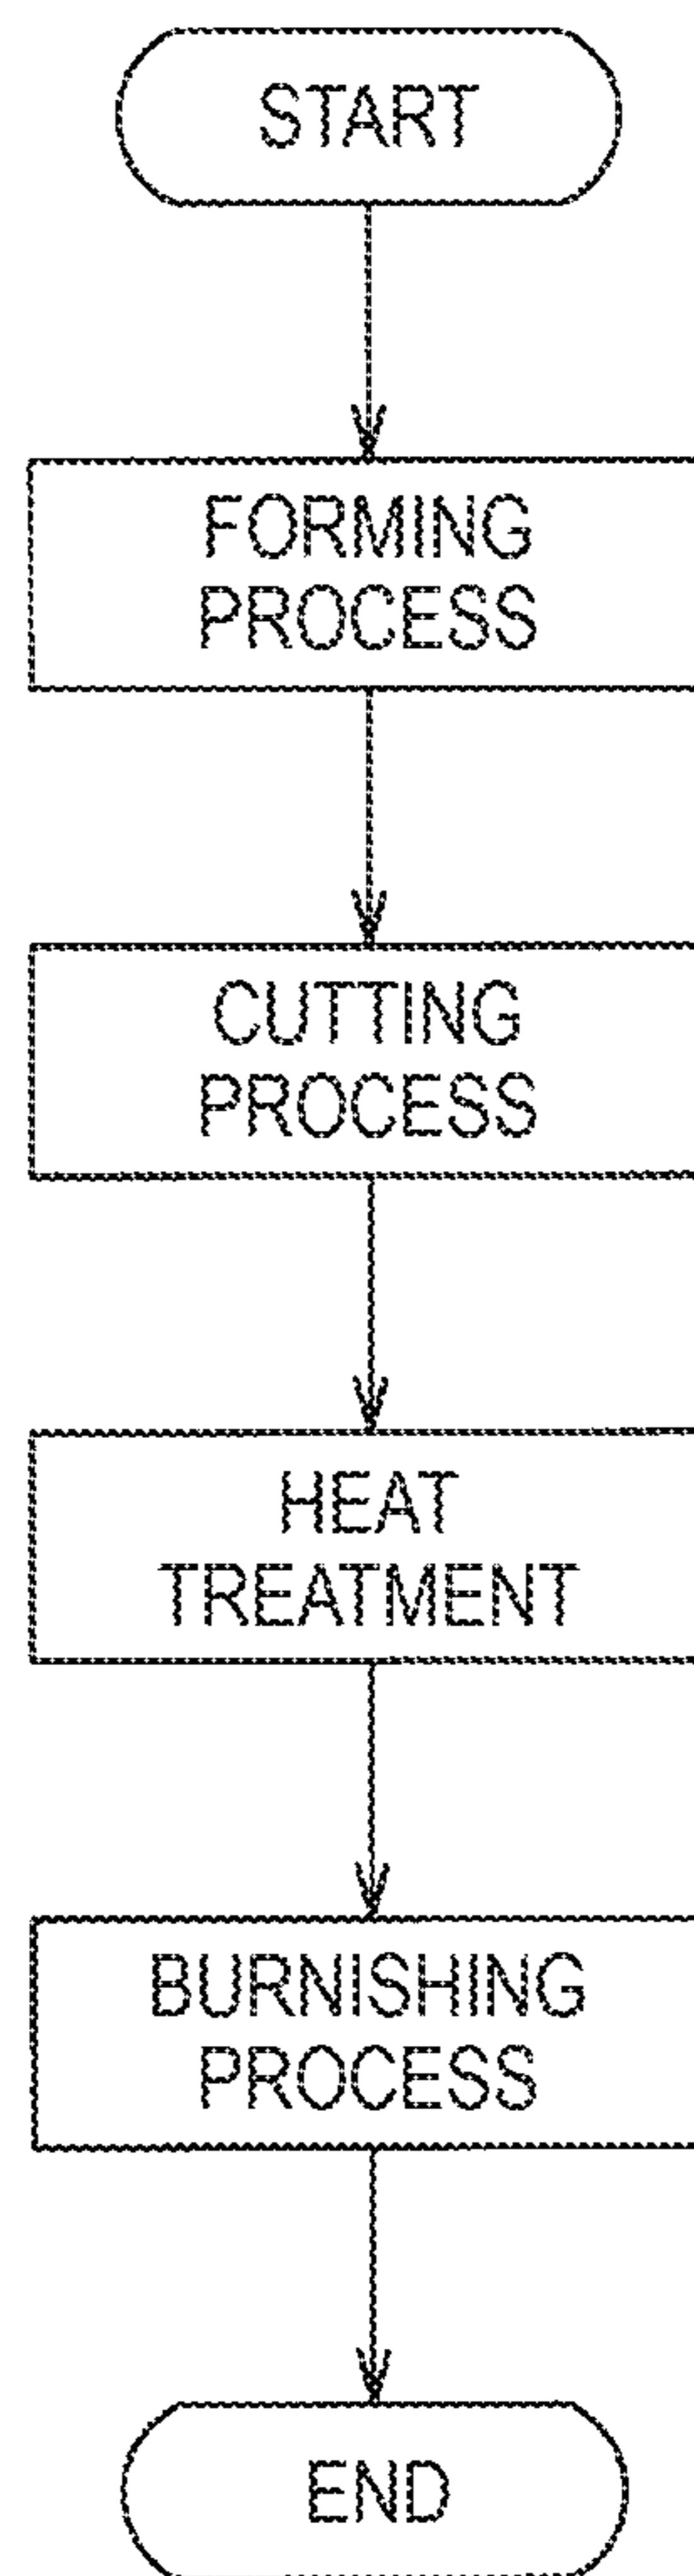 START
FORMING
PROCESS
CUTTING
PROCESS
HEAT
TREATMENT
BURNISHING
PROCESS
END